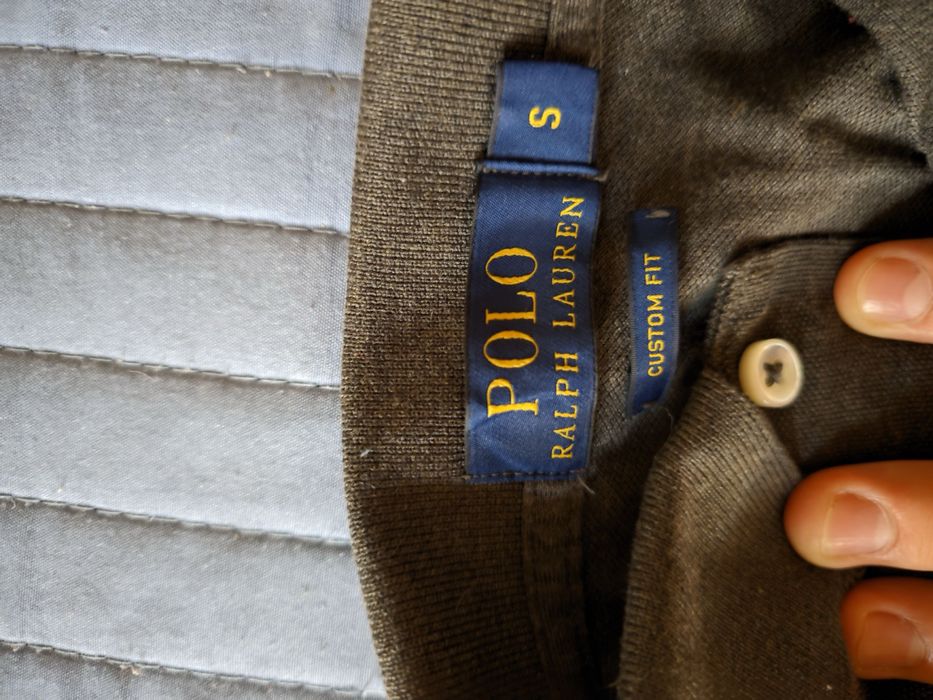 POLO
RALPH LAUREN
S
CUSTOM FIT